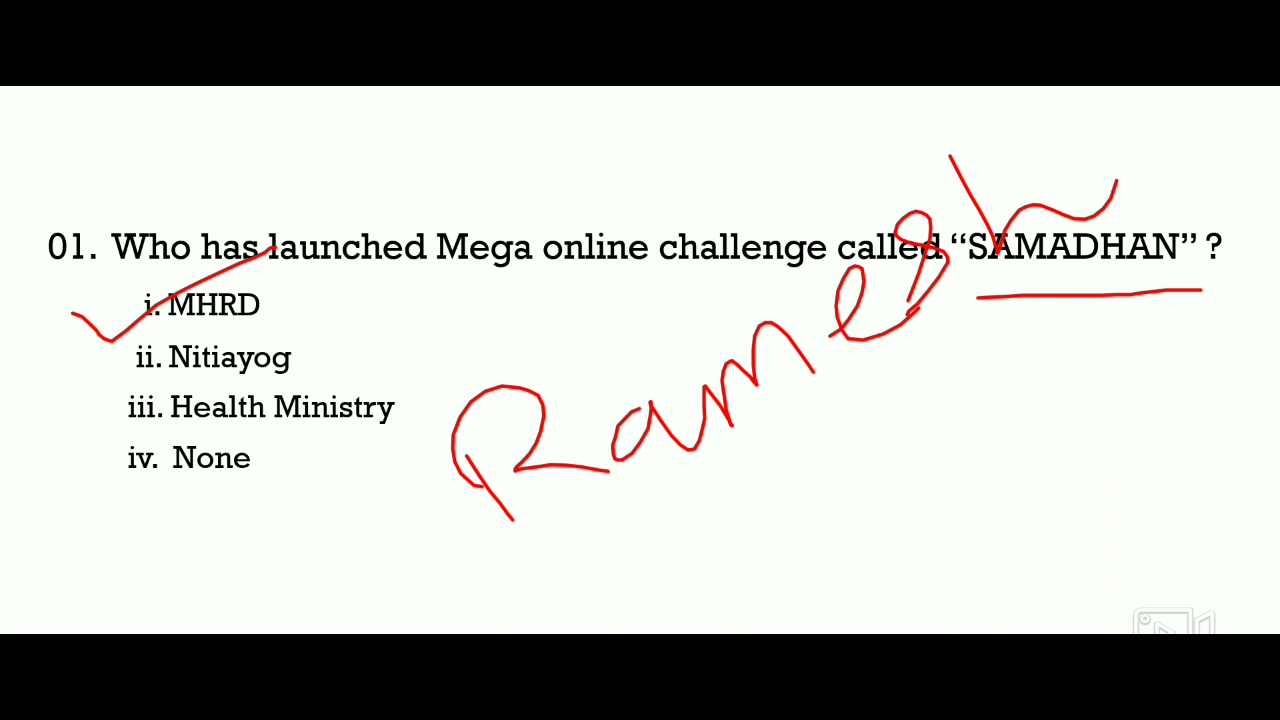 01. Who has launched Mega online challenge called “SAMADHAN” ?
i. MHRD
ii. Nitiayog
iii. Health Ministry
iv. None
Ramesh